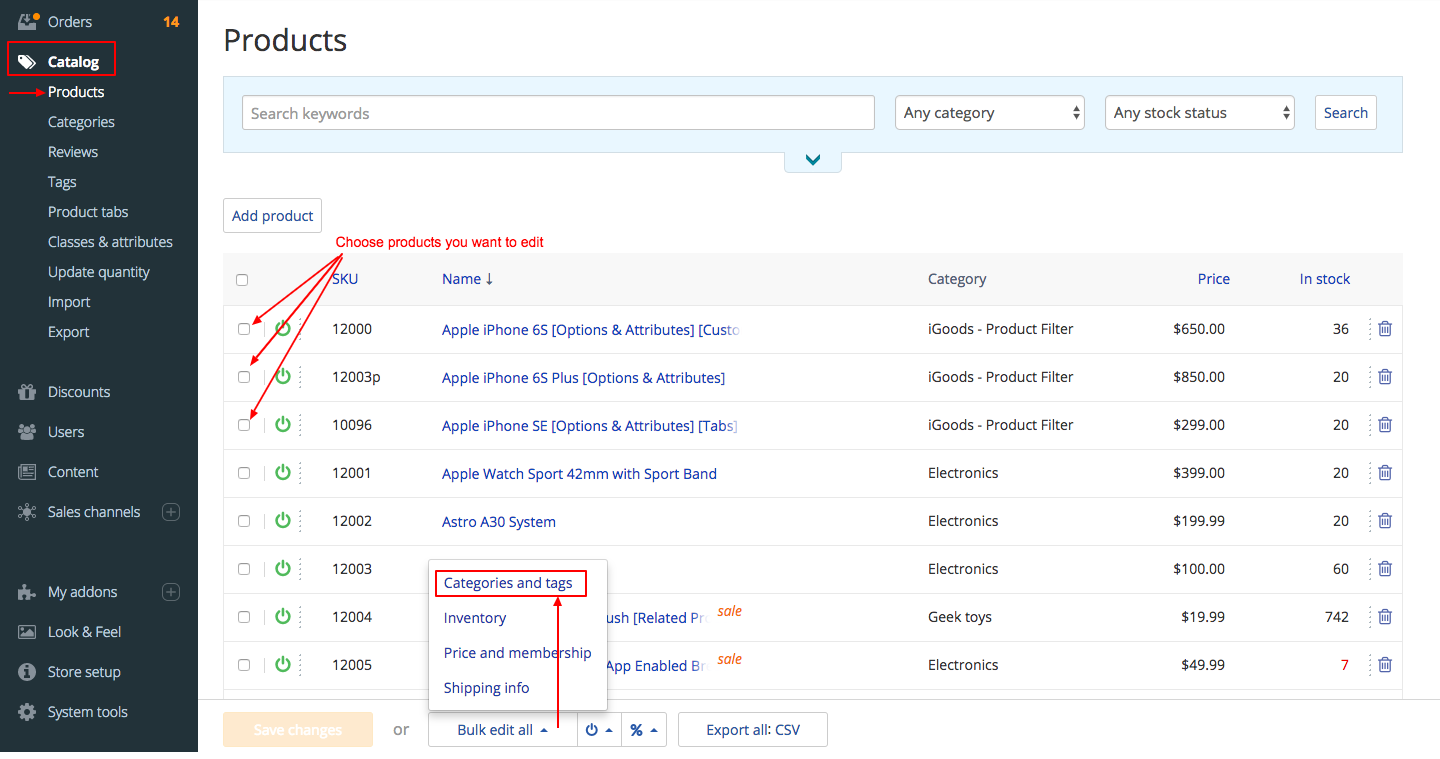 Orders 14
Catalog
Products
Categories
Reviews
Tags
Product tabs
Classes & attributes
Update quantity
Import
Export
Discounts
Users
Content
Sales channels
My addons
Look & Feel
Store setup
System tools
Products
Search keywords Any category Any stock status Search
Add product
Choose products you want to edit
SKU Name ↓ Category Price In stock
12000 Apple iPhone 6S [Options & Attributes] [Custo iGoods - Product Filter $650.00 36
12003p Apple iPhone 6S Plus [Options & Attributes] iGoods - Product Filter $850.00 20
10096 Apple iPhone SE [Options & Attributes] [Tabs] iGoods - Product Filter $299.00 20
12001 Apple Watch Sport 42mm with Sport Band Electronics $399.00 20
12002 Astro A30 System Electronics $199.99 20
12003 Electronics $100.00 60
12004 ush [Related Pr sale Geek toys $19.99 742
12005 App Enabled Br sale Electronics $49.99 7
Categories and tags
Inventory
Price and membership
Shipping info
Save changes or Bulk edit all % Export all: CSV